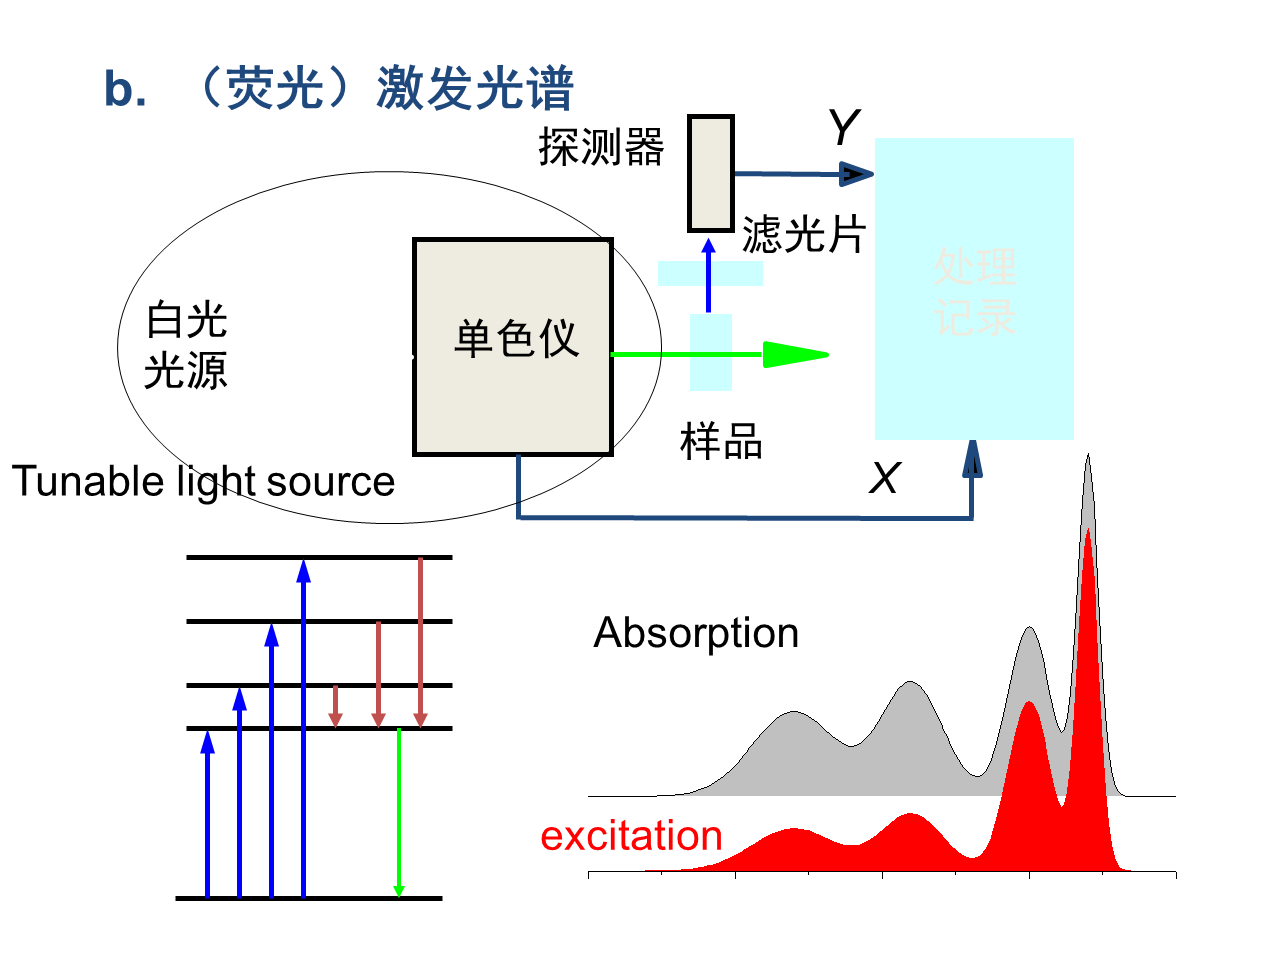 b. （荧光）激发光谱
探测器
Y
滤光片
处理
记录
白光
光源
单色仪
样品
Tunable light source
X
Absorption
excitation